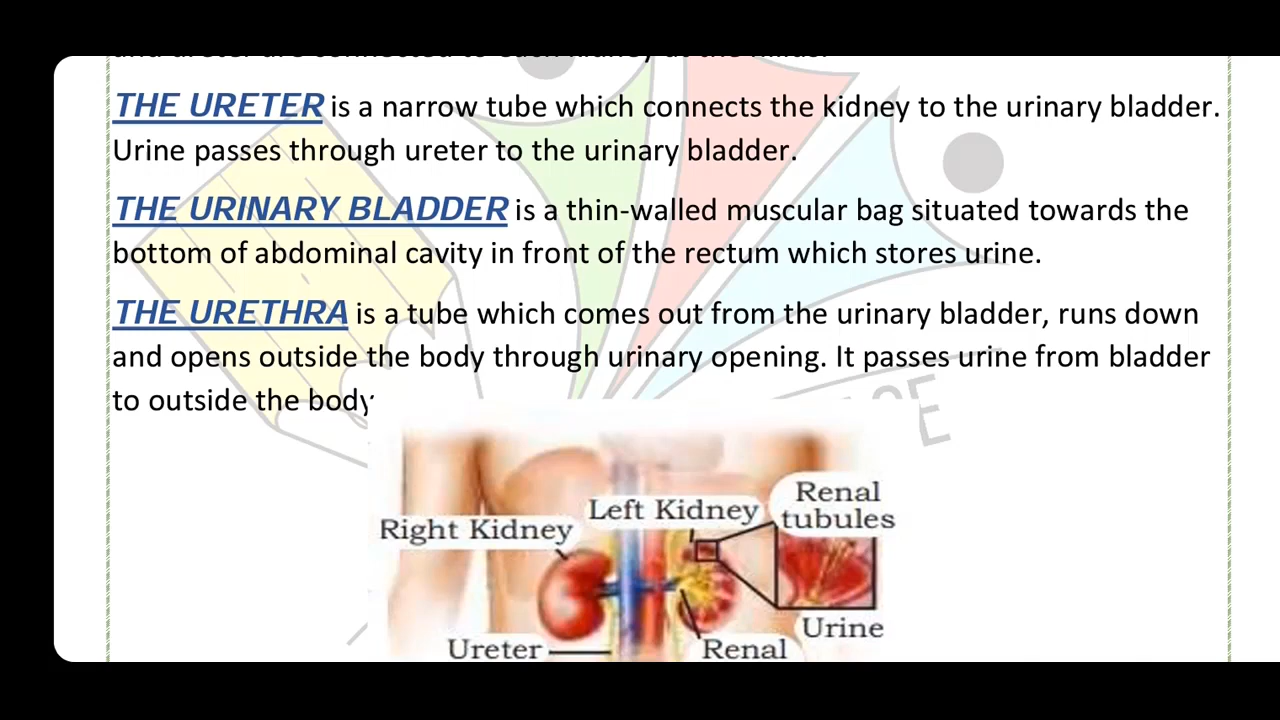 THE URETER is a narrow tube which connects the kidney to the urinary bladder.
Urine passes through ureter to the urinary bladder.
THE URINARY BLADDER is a thin-walled muscular bag situated towards the
bottom of abdominal cavity in front of the rectum which stores urine.
THE URETHRA is a tube which comes out from the urinary bladder, runs down
and opens outside the body through urinary opening. It passes urine from bladder
to outside the body
Renal
tubules
Left Kidney
Right Kidney
Urine
Ureter
Renal